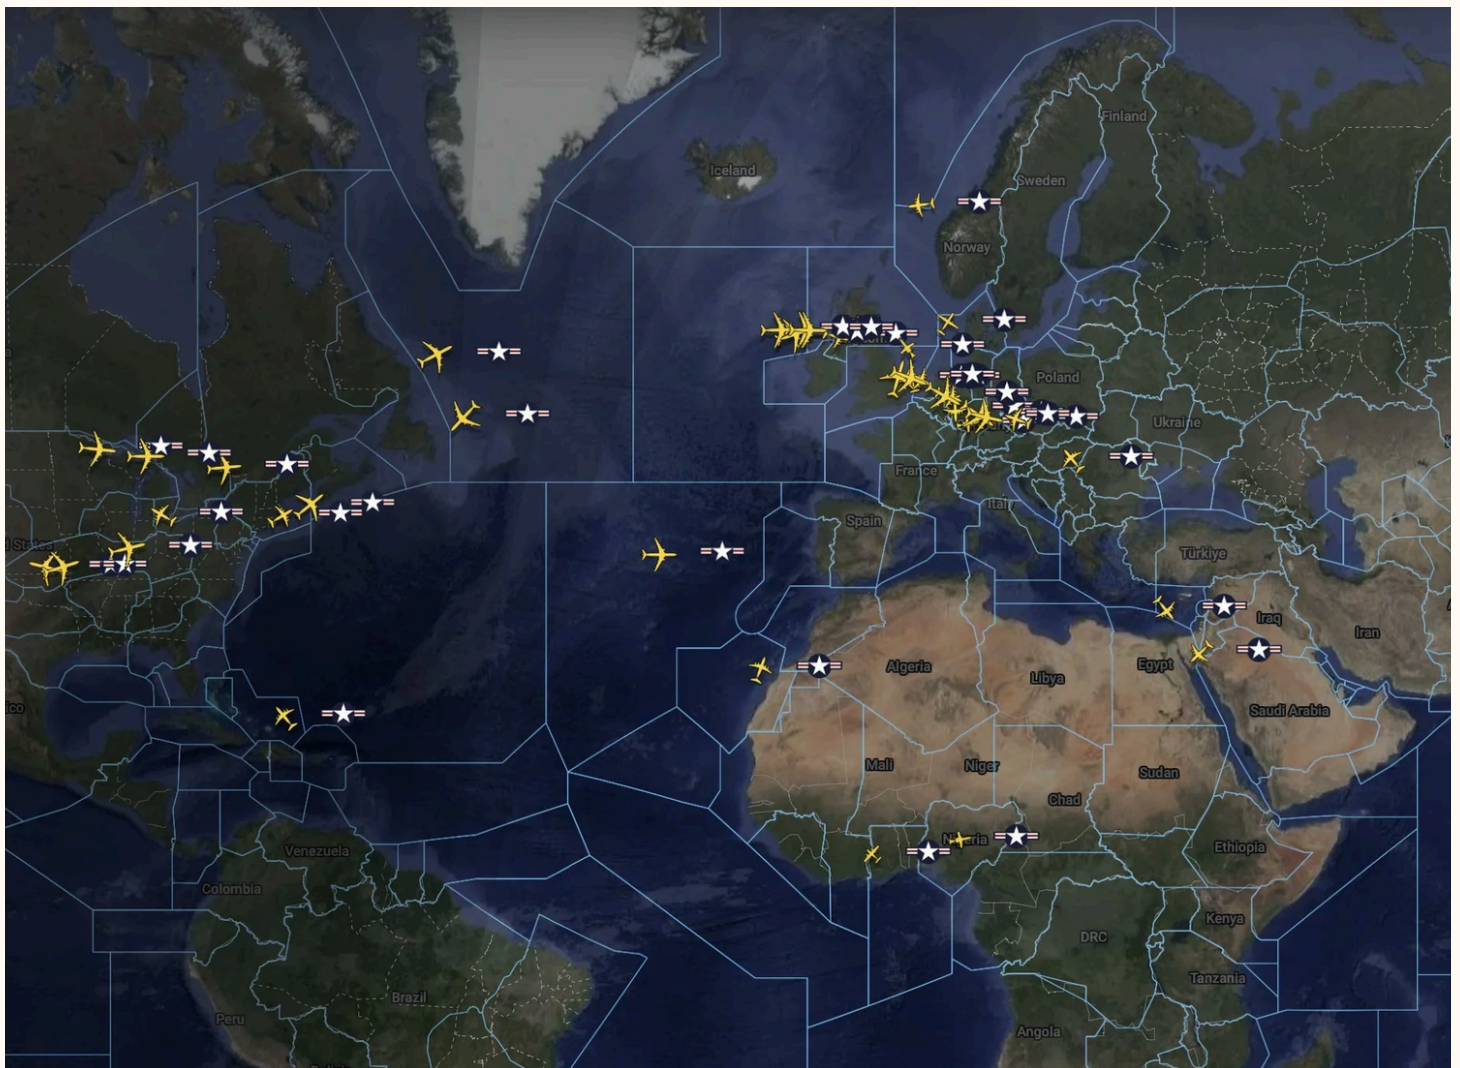 Iceland
Finland
Sweden
Norway
Poland
Ukraine
France
Spain
Türkiye
Iraq
Iran
Algeria
Libya
Egypt
Saudi Arabia
Mali
Niger
Chad
Sudan
Ethiopia
Venezuela
Colombia
Kenya
DRC
Tanzania
Brazil
Peru
Angola